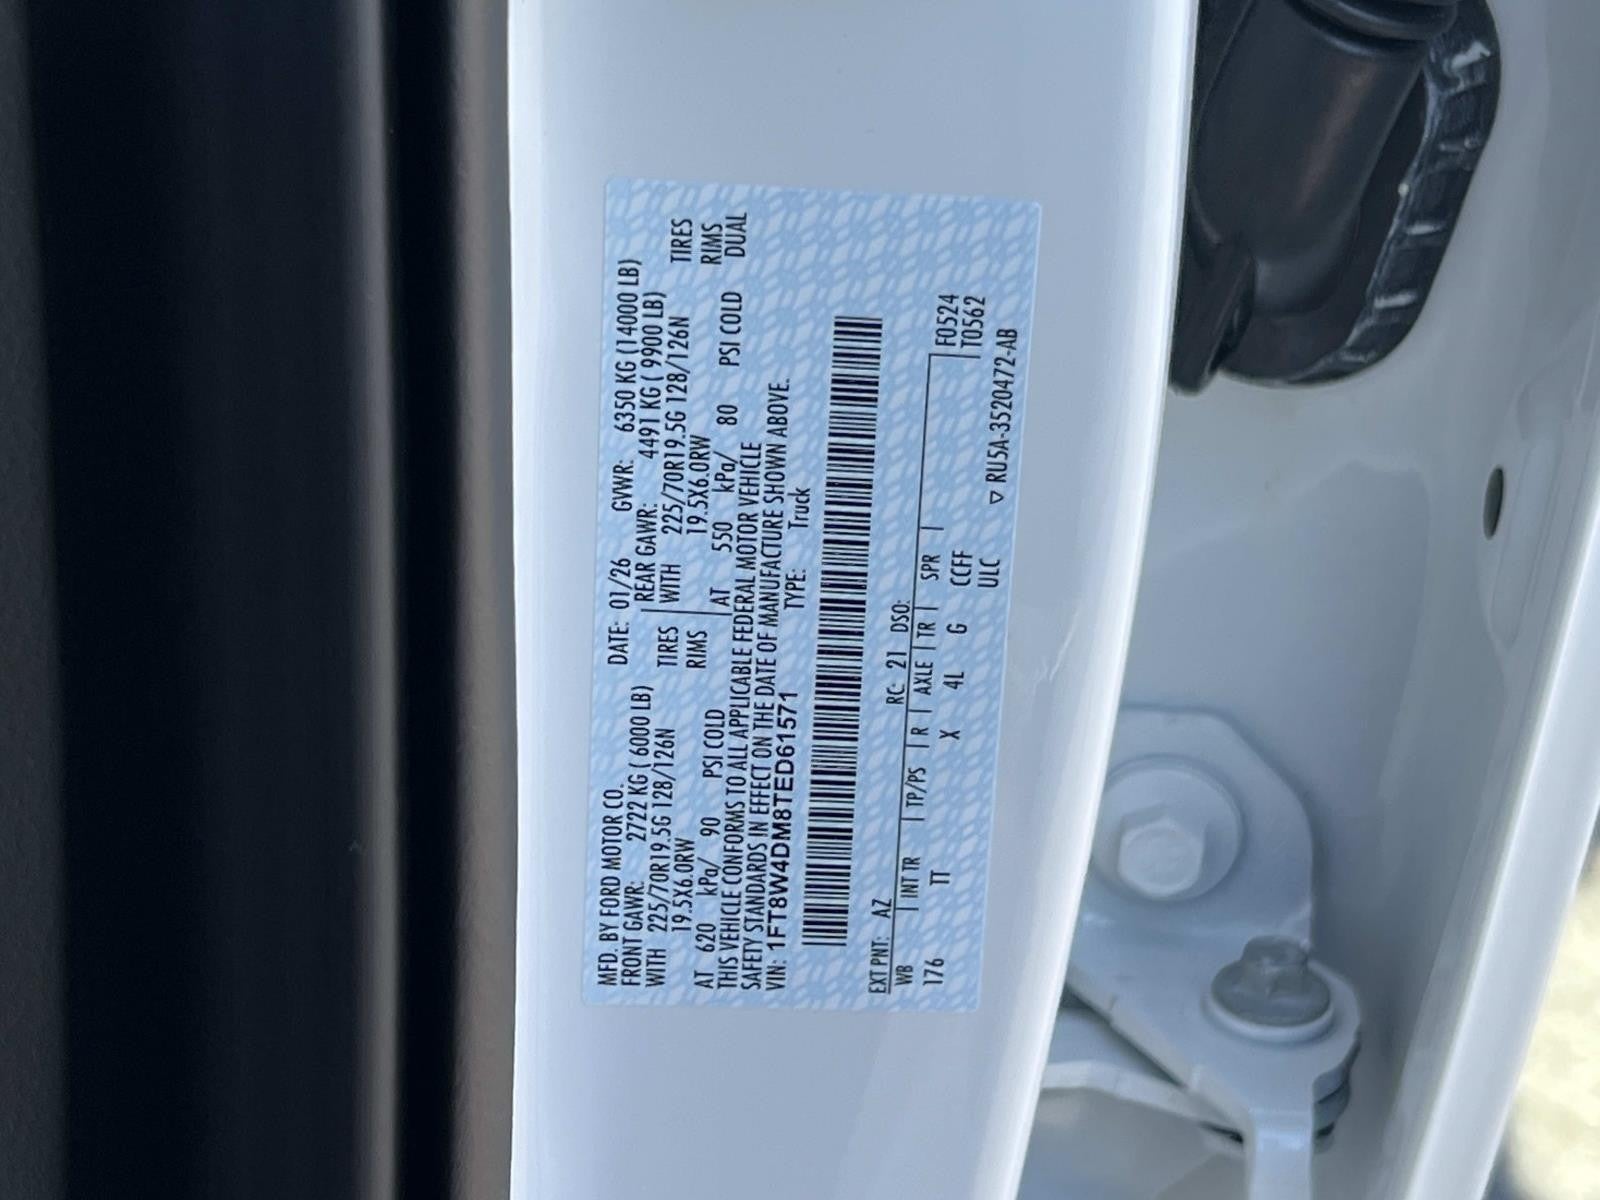 MFD. BY FORD MOTOR CO. DATE: 01/26 GVWR: 6350 KG (14000 LB)
FRONT GAWR: 2722 KG ( 6000 LB) REAR GAWR: 4491 KG ( 9900 LB)
WITH 225/70R19.5G 128/126N TIRES WITH 225/70R19.5G 128/126N TIRES
19.5X6.0RW RIMS 19.5X6.0RW RIMS
AT 620 kPa/ 90 PSI COLD AT 550 kPa/ 80 PSI COLD DUAL
THIS VEHICLE CONFORMS TO ALL APPLICABLE FEDERAL MOTOR VEHICLE
SAFETY STANDARDS IN EFFECT ON THE DATE OF MANUFACTURE SHOWN ABOVE.
VIN: 1FT8W4DM8TED61571 TYPE: Truck
EXT PNT: AZ RC: 21 DSO:
WB INT TR TP/PS R AXLE TR SPR F0524
176 TT X 4L G CCFF T0562
ULC ▽ RU5A-3520472-AB